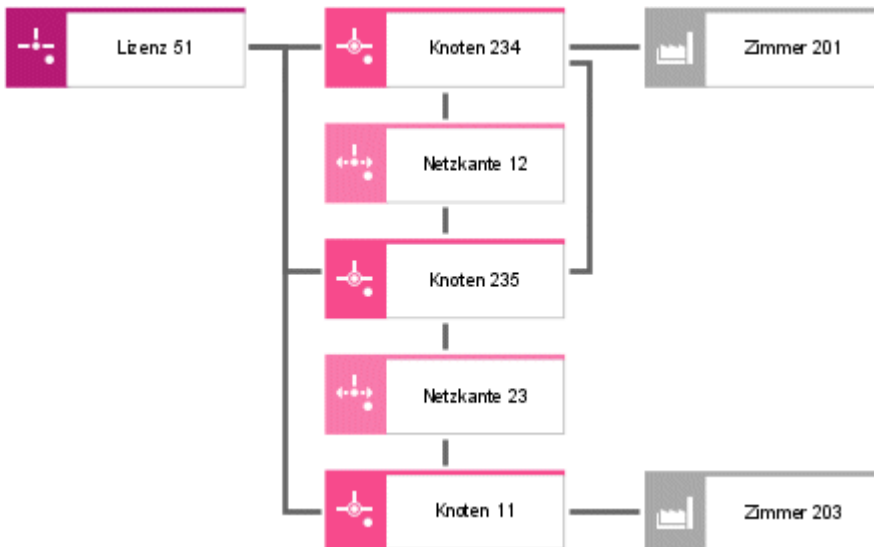 Lizenz 51
Knoten 234
Zimmer 201
Netzkante 12
Knoten 235
Netzkante 23
Knoten 11
Zimmer 203